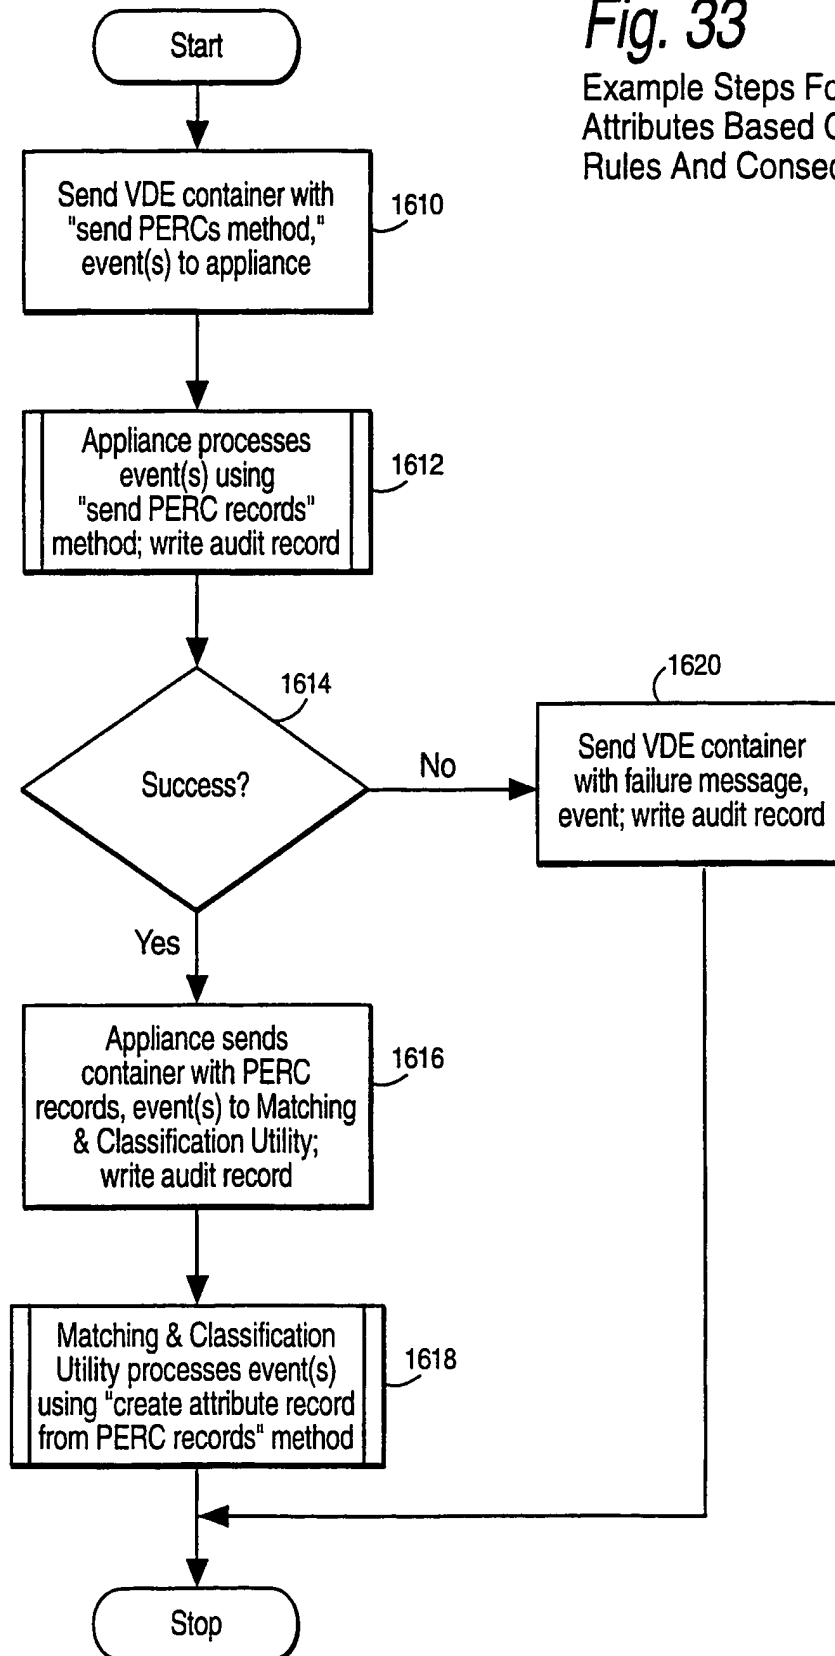 Fig. 33
Example Steps Fo
Attributes Based
Rules And Consec
Start
Send VDE container with
"send PERCs method,"
event(s) to appliance
1610
Appliance processes
event(s) using
"send PERC records"
method; write audit record
1612
1614
Success?
No
1620
Send VDE container
with failure message,
event; write audit record
Yes
Appliance sends
container with PERC
records, event(s) to Matching
& Classification Utility;
write audit record
1616
Matching & Classification
Utility processes event(s)
using "create attribute record
from PERC records" method
1618
Stop